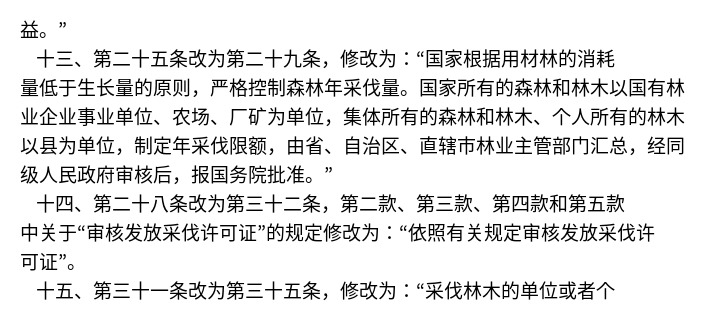 益。”
十三、第二十五条改为第二十九条，修改为：“国家根据用材林的消耗
量低于生长量的原则，严格控制森林年采伐量。国家所有的森林和林木以国有林
业企业事业单位、农场、厂矿为单位，集体所有的森林和林木、个人所有的林木
以县为单位，制定年采伐限额，由省、自治区、直辖市林业主管部门汇总，经同
级人民政府审核后，报国务院批准。”
十四、第二十八条改为第三十二条，第二款、第三款、第四款和第五款
中关于“审核发放采伐许可证”的规定修改为：“依照有关规定审核发放采伐许
可证”。
十五、第三十一条改为第三十五条，修改为：“采伐林木的单位或者个